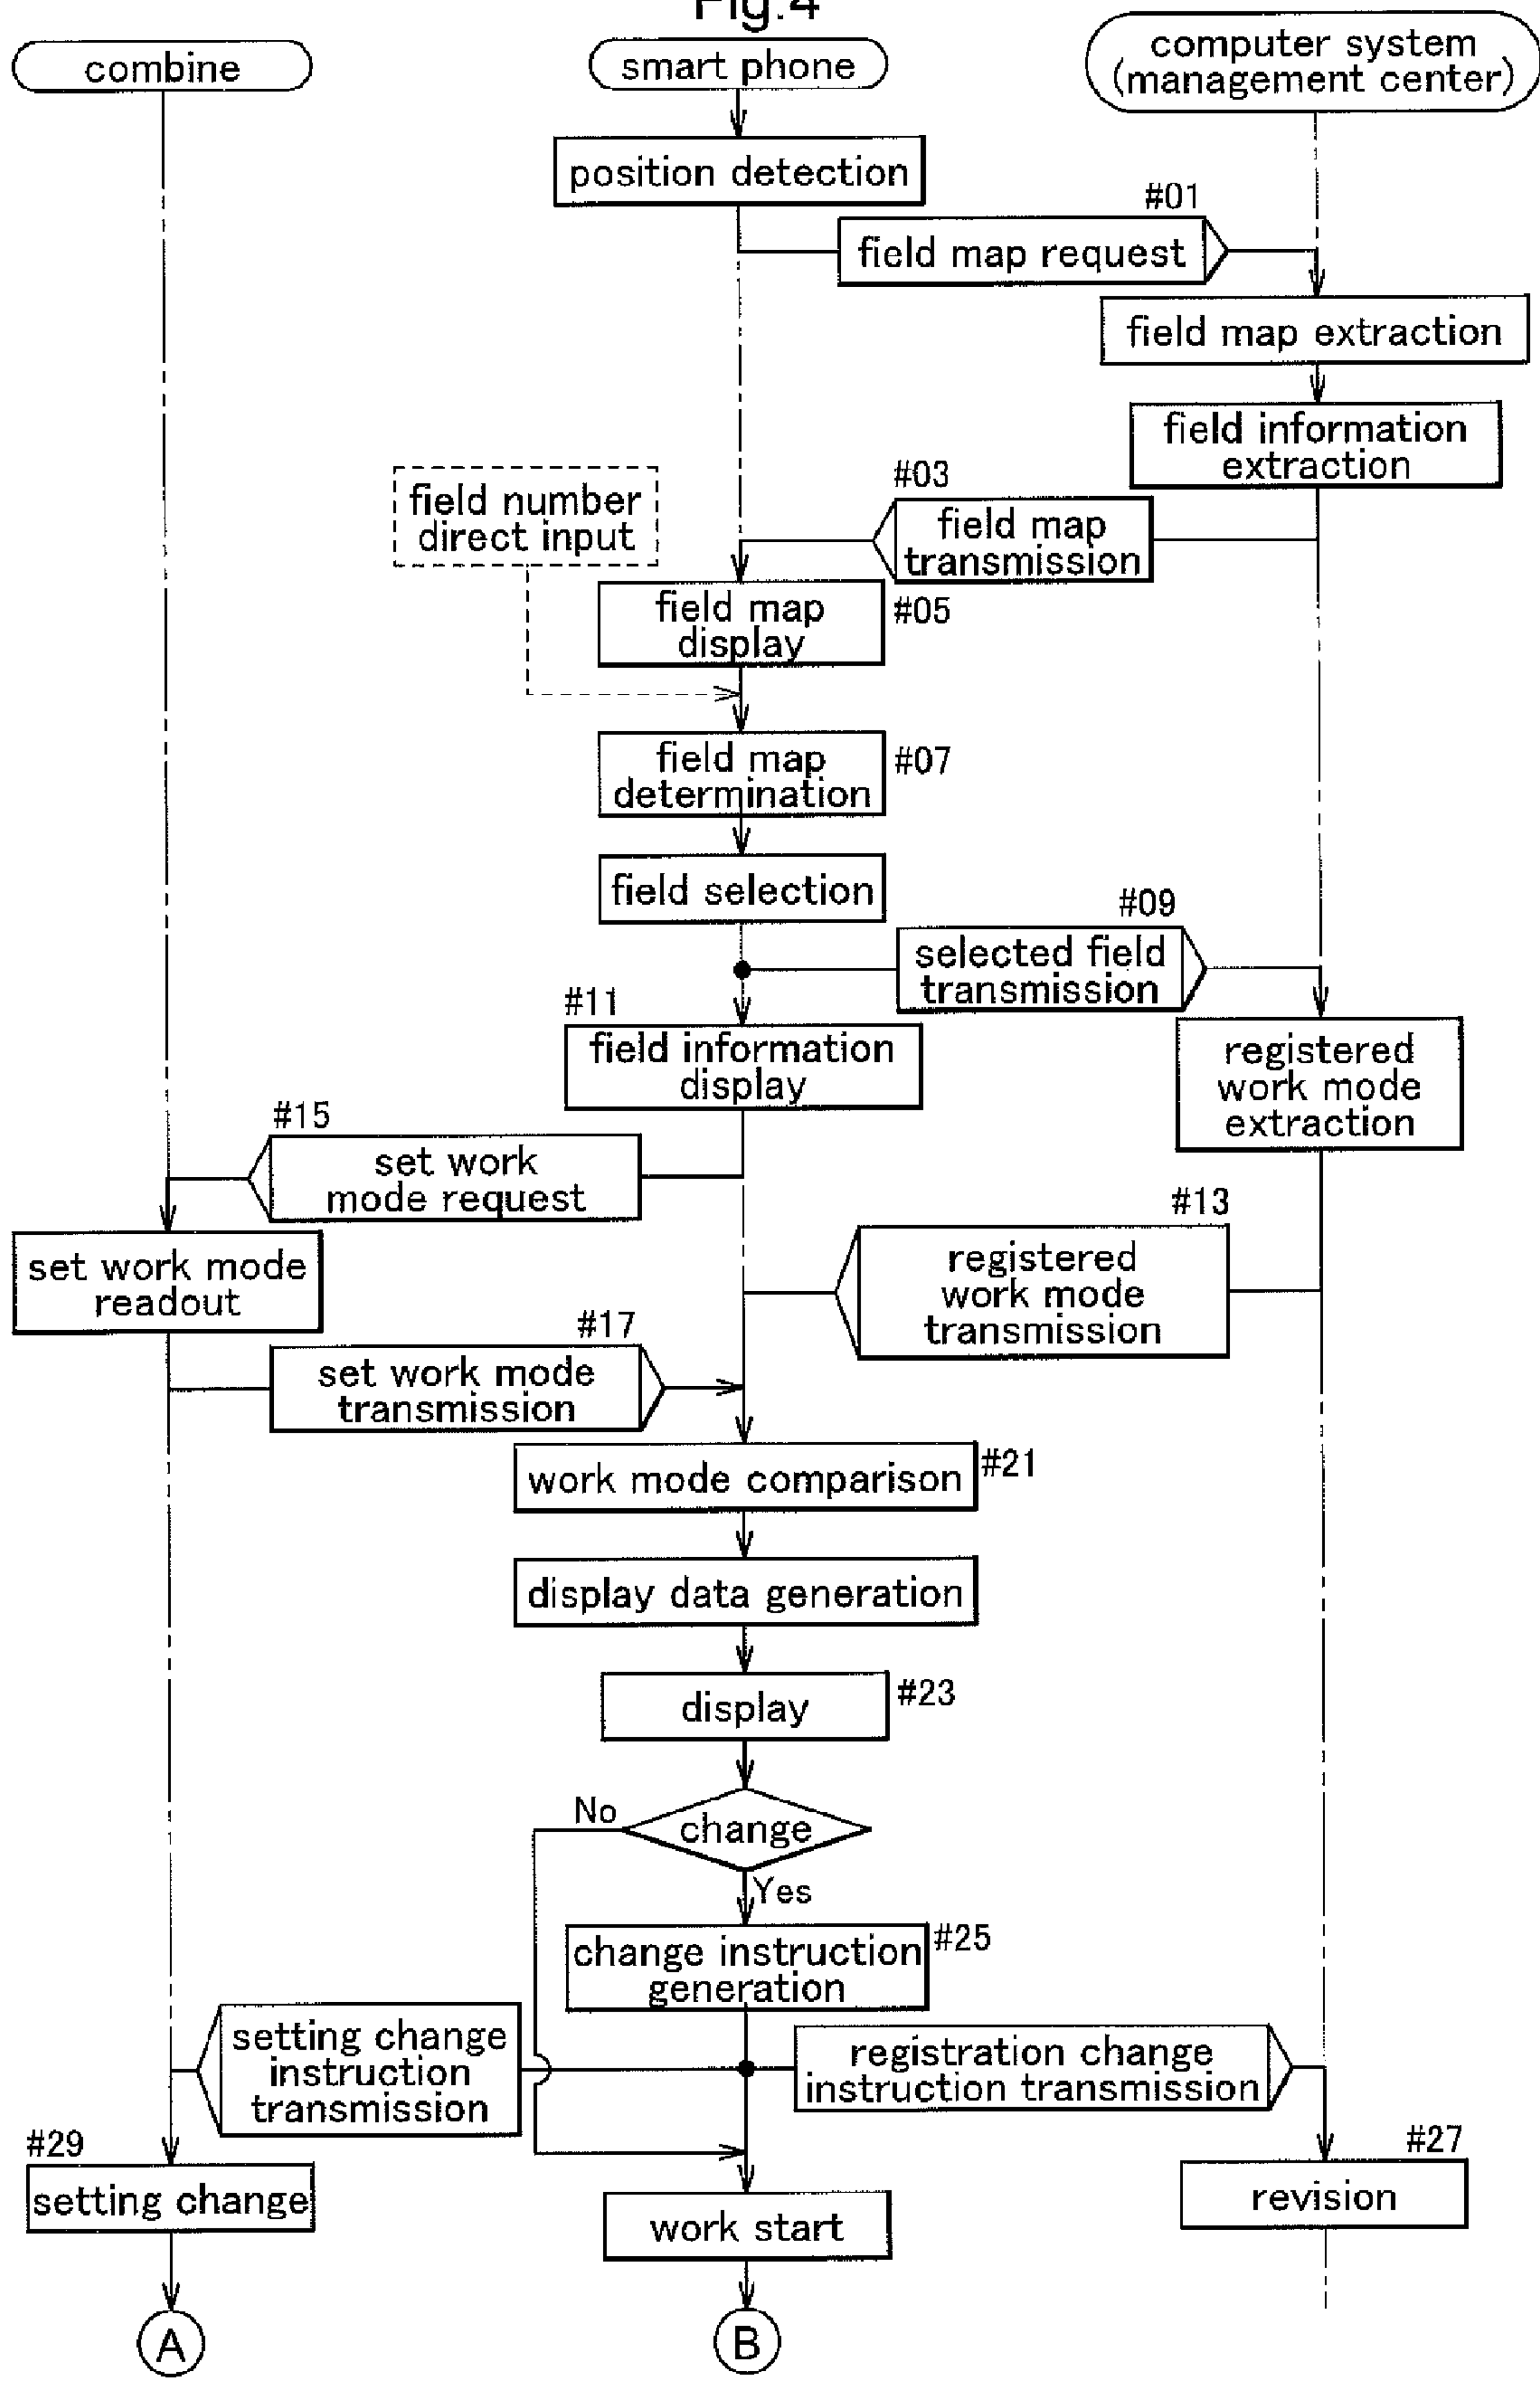 Fig.4
combine
smart phone
computer system
(management center)
position detection
#01
field map request
field map extraction
field information
extraction
#03
field number
direct input
field map
transmission
field map
display
#05
field map
determination
#07
field selection
#09
selected field
transmission
#11
field information
display
registered
work mode
extraction
#15
set work
mode request
#13
set work mode
readout
registered
work mode
transmission
#17
set work mode
transmission
work mode comparison
#21
display data generation
display
#23
No
change
Yes
change instruction
generation
#25
setting change
instruction
transmission
registration change
instruction transmission
#29
setting change
#27
revision
work start
A
B